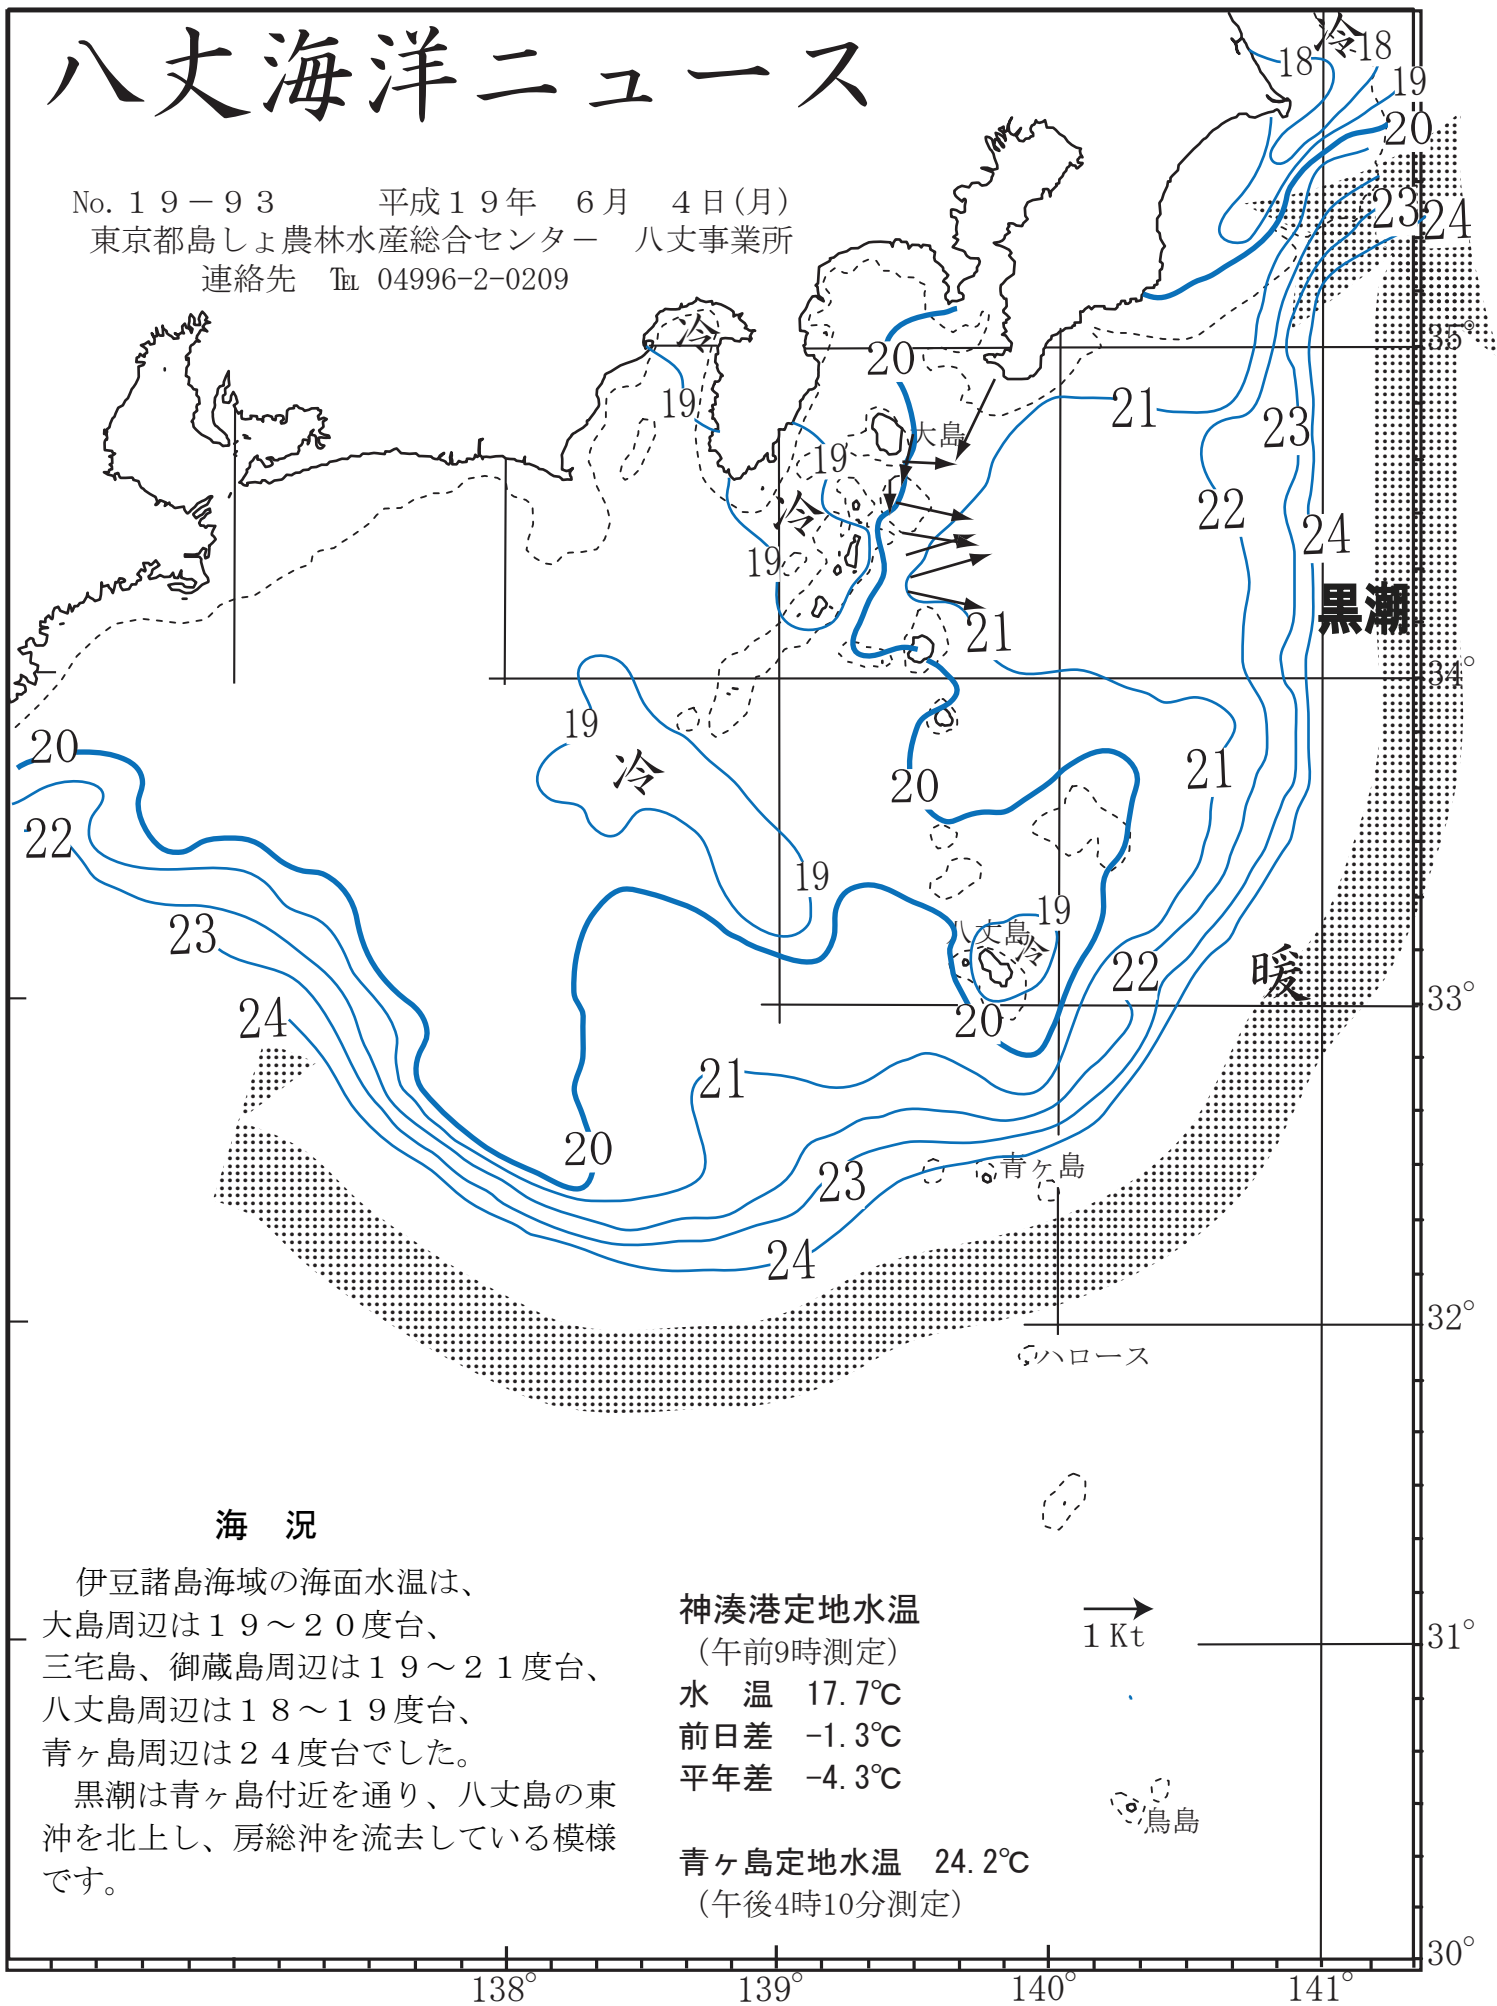 八丈海洋ニュース
No.１９－９３　平成１９年　６月　４日(月)
東京都島しょ農林水産総合センター　八丈事業所
連絡先　℡ 04996-2-0209
冷
18
18
19
20
23
24
35°
冷
20
19
21
大島
23
19
冷
22
24
19
黒潮
21
34°
19
20
冷
21
20
22
19
19
八丈島
冷
23
22
暖
33°
24
20
21
20
青ヶ島
23
24
32°
ハロース
海　況
伊豆諸島海域の海面水温は、
大島周辺は１９～２０度台、
三宅島、御蔵島周辺は１９～２１度台、
八丈島周辺は１８～１９度台、
青ヶ島周辺は２４度台でした。
黒潮は青ヶ島付近を通り、八丈島の東
沖を北上し、房総沖を流去している模様
です。
神湊港定地水温
（午前9時測定）
水　温　17.7℃
前日差　-1.3℃
平年差　-4.3℃
青ヶ島定地水温　24.2℃
（午後4時10分測定）
1Kt
31°
鳥島
30°
138°
139°
140°
141°